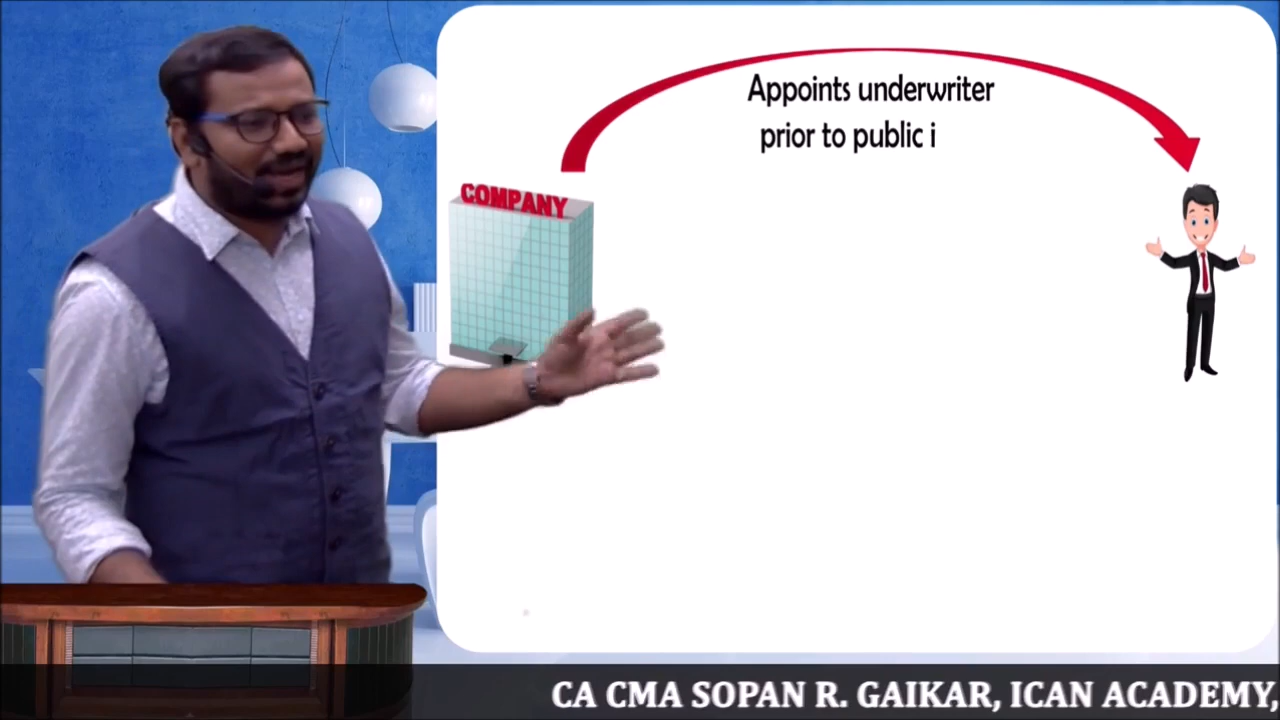 Appoints underwriter
prior to public i
COMPANY
CA CMA SOPAN R. GAIKAR, ICAN ACADEMY,